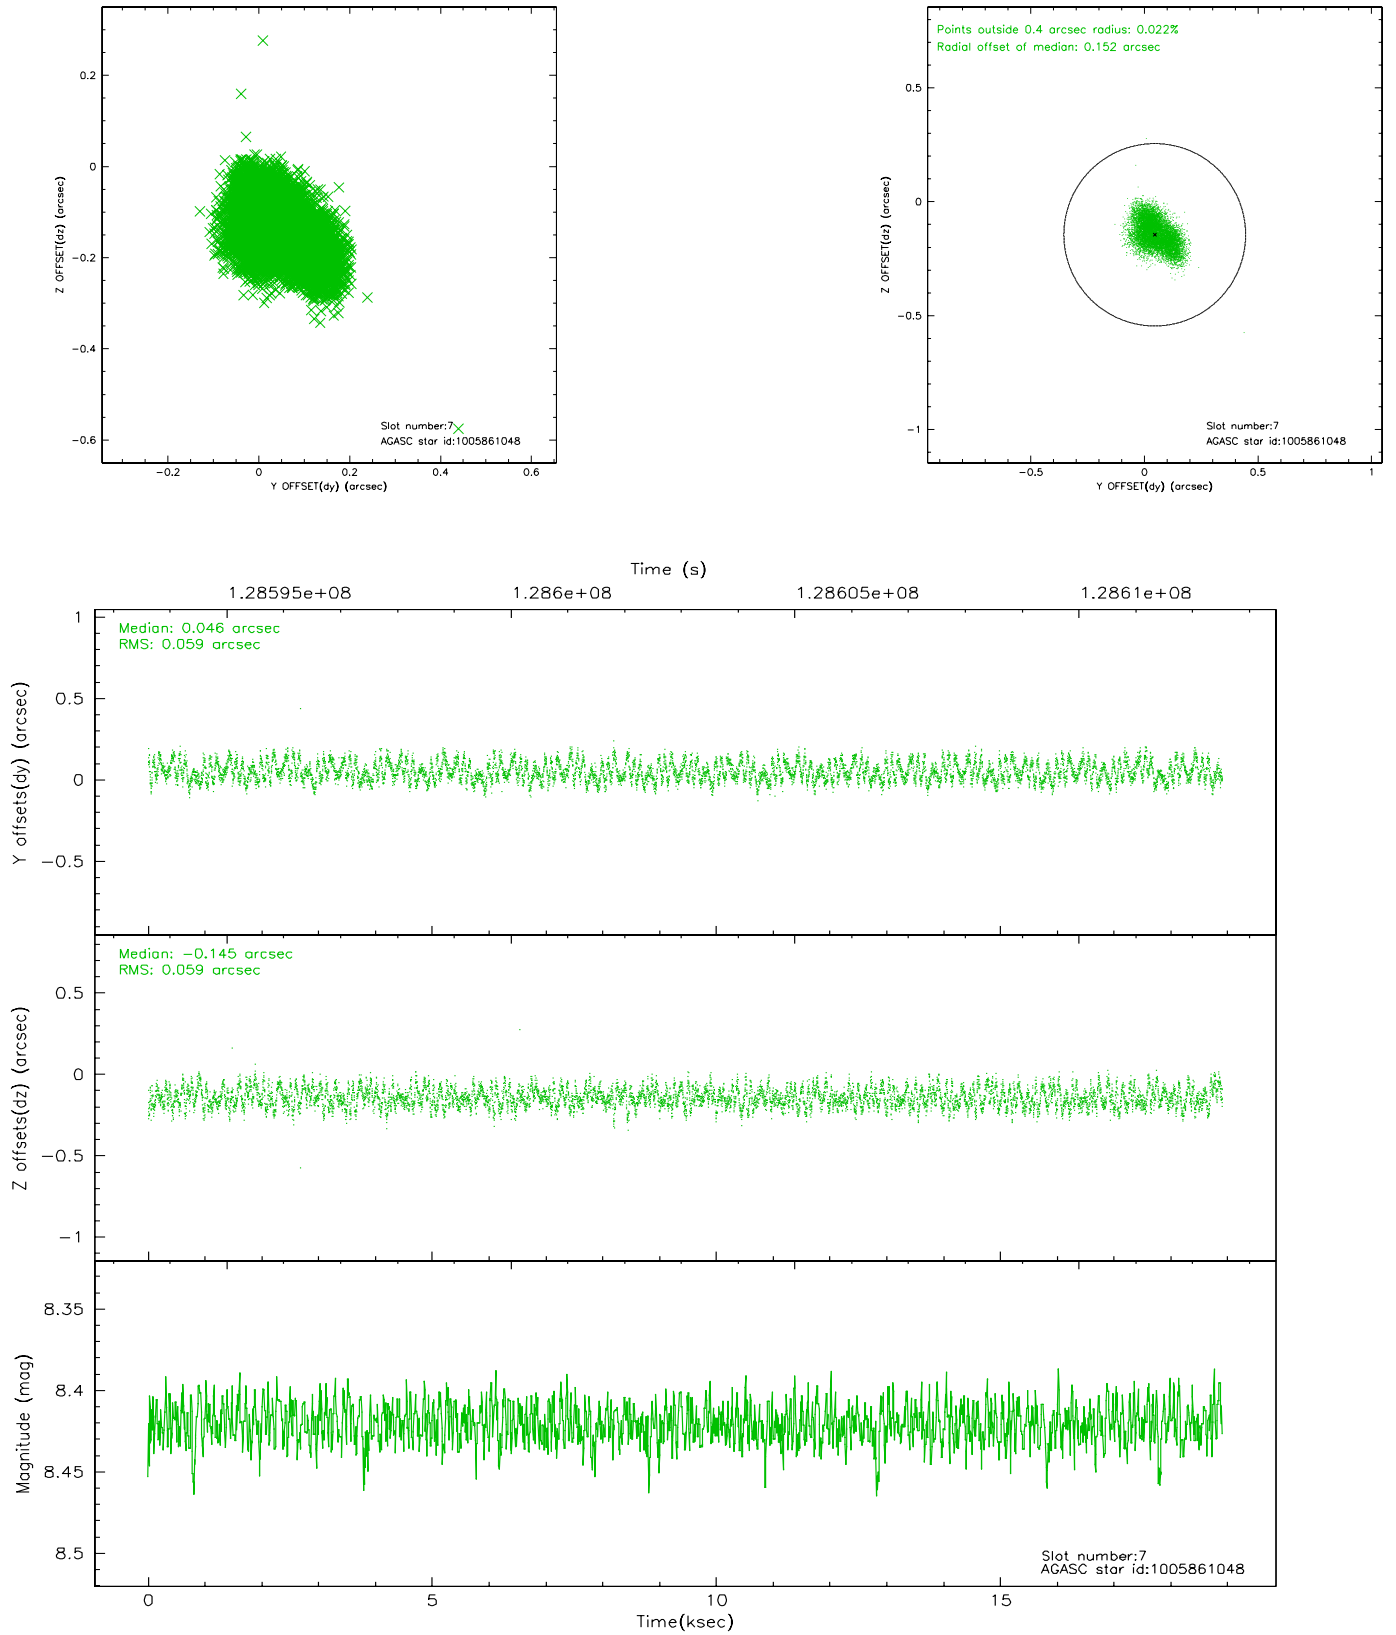 0.2
0
−0.2
−0.4
−0.6
Z OFFSET(dz) (arcsec)
Slot number:7
AGASC star id:1005861048
−0.2 0 0.2 0.4 0.6
Y OFFSET(dy) (arcsec)
Points outside 0.4 arcsec radius: 0.022%
Radial offset of median: 0.152 arcsec
0.5
0
−0.5
−1
Z OFFSET(dz) (arcsec)
Slot number:7
AGASC star id:1005861048
−0.5 0 0.5 1
Y OFFSET(dy) (arcsec)
Time (s)
1.28595e+08 1.286e+08 1.28605e+08 1.2861e+08
Median: 0.046 arcsec
RMS: 0.059 arcsec
1
0.5
0
−0.5
Y offsets(dy) (arcsec)
Median: −0.145 arcsec
RMS: 0.059 arcsec
0.5
0
−0.5
−1
Z offsets(dz) (arcsec)
8.35
8.4
8.45
8.5
Magnitude (mag)
Slot number:7
AGASC star id:1005861048
0 5 10 15
Time(ksec)